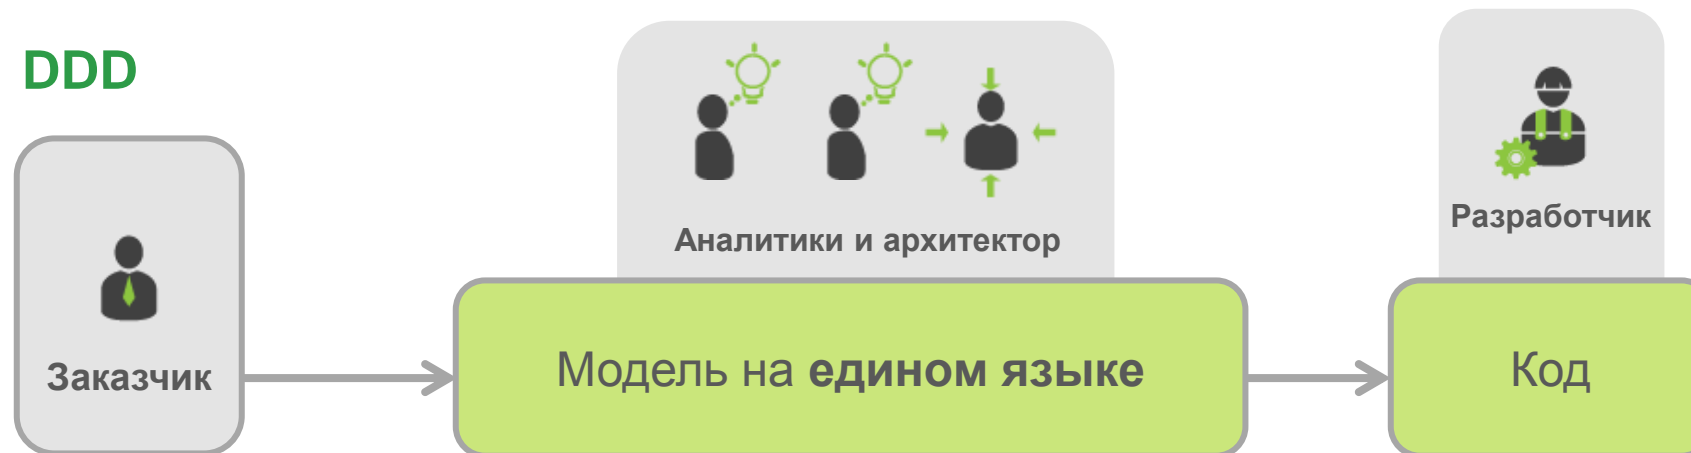 DDD
Аналитики и архитектор
Разработчик
Заказчик
Модель на едином языке
Код